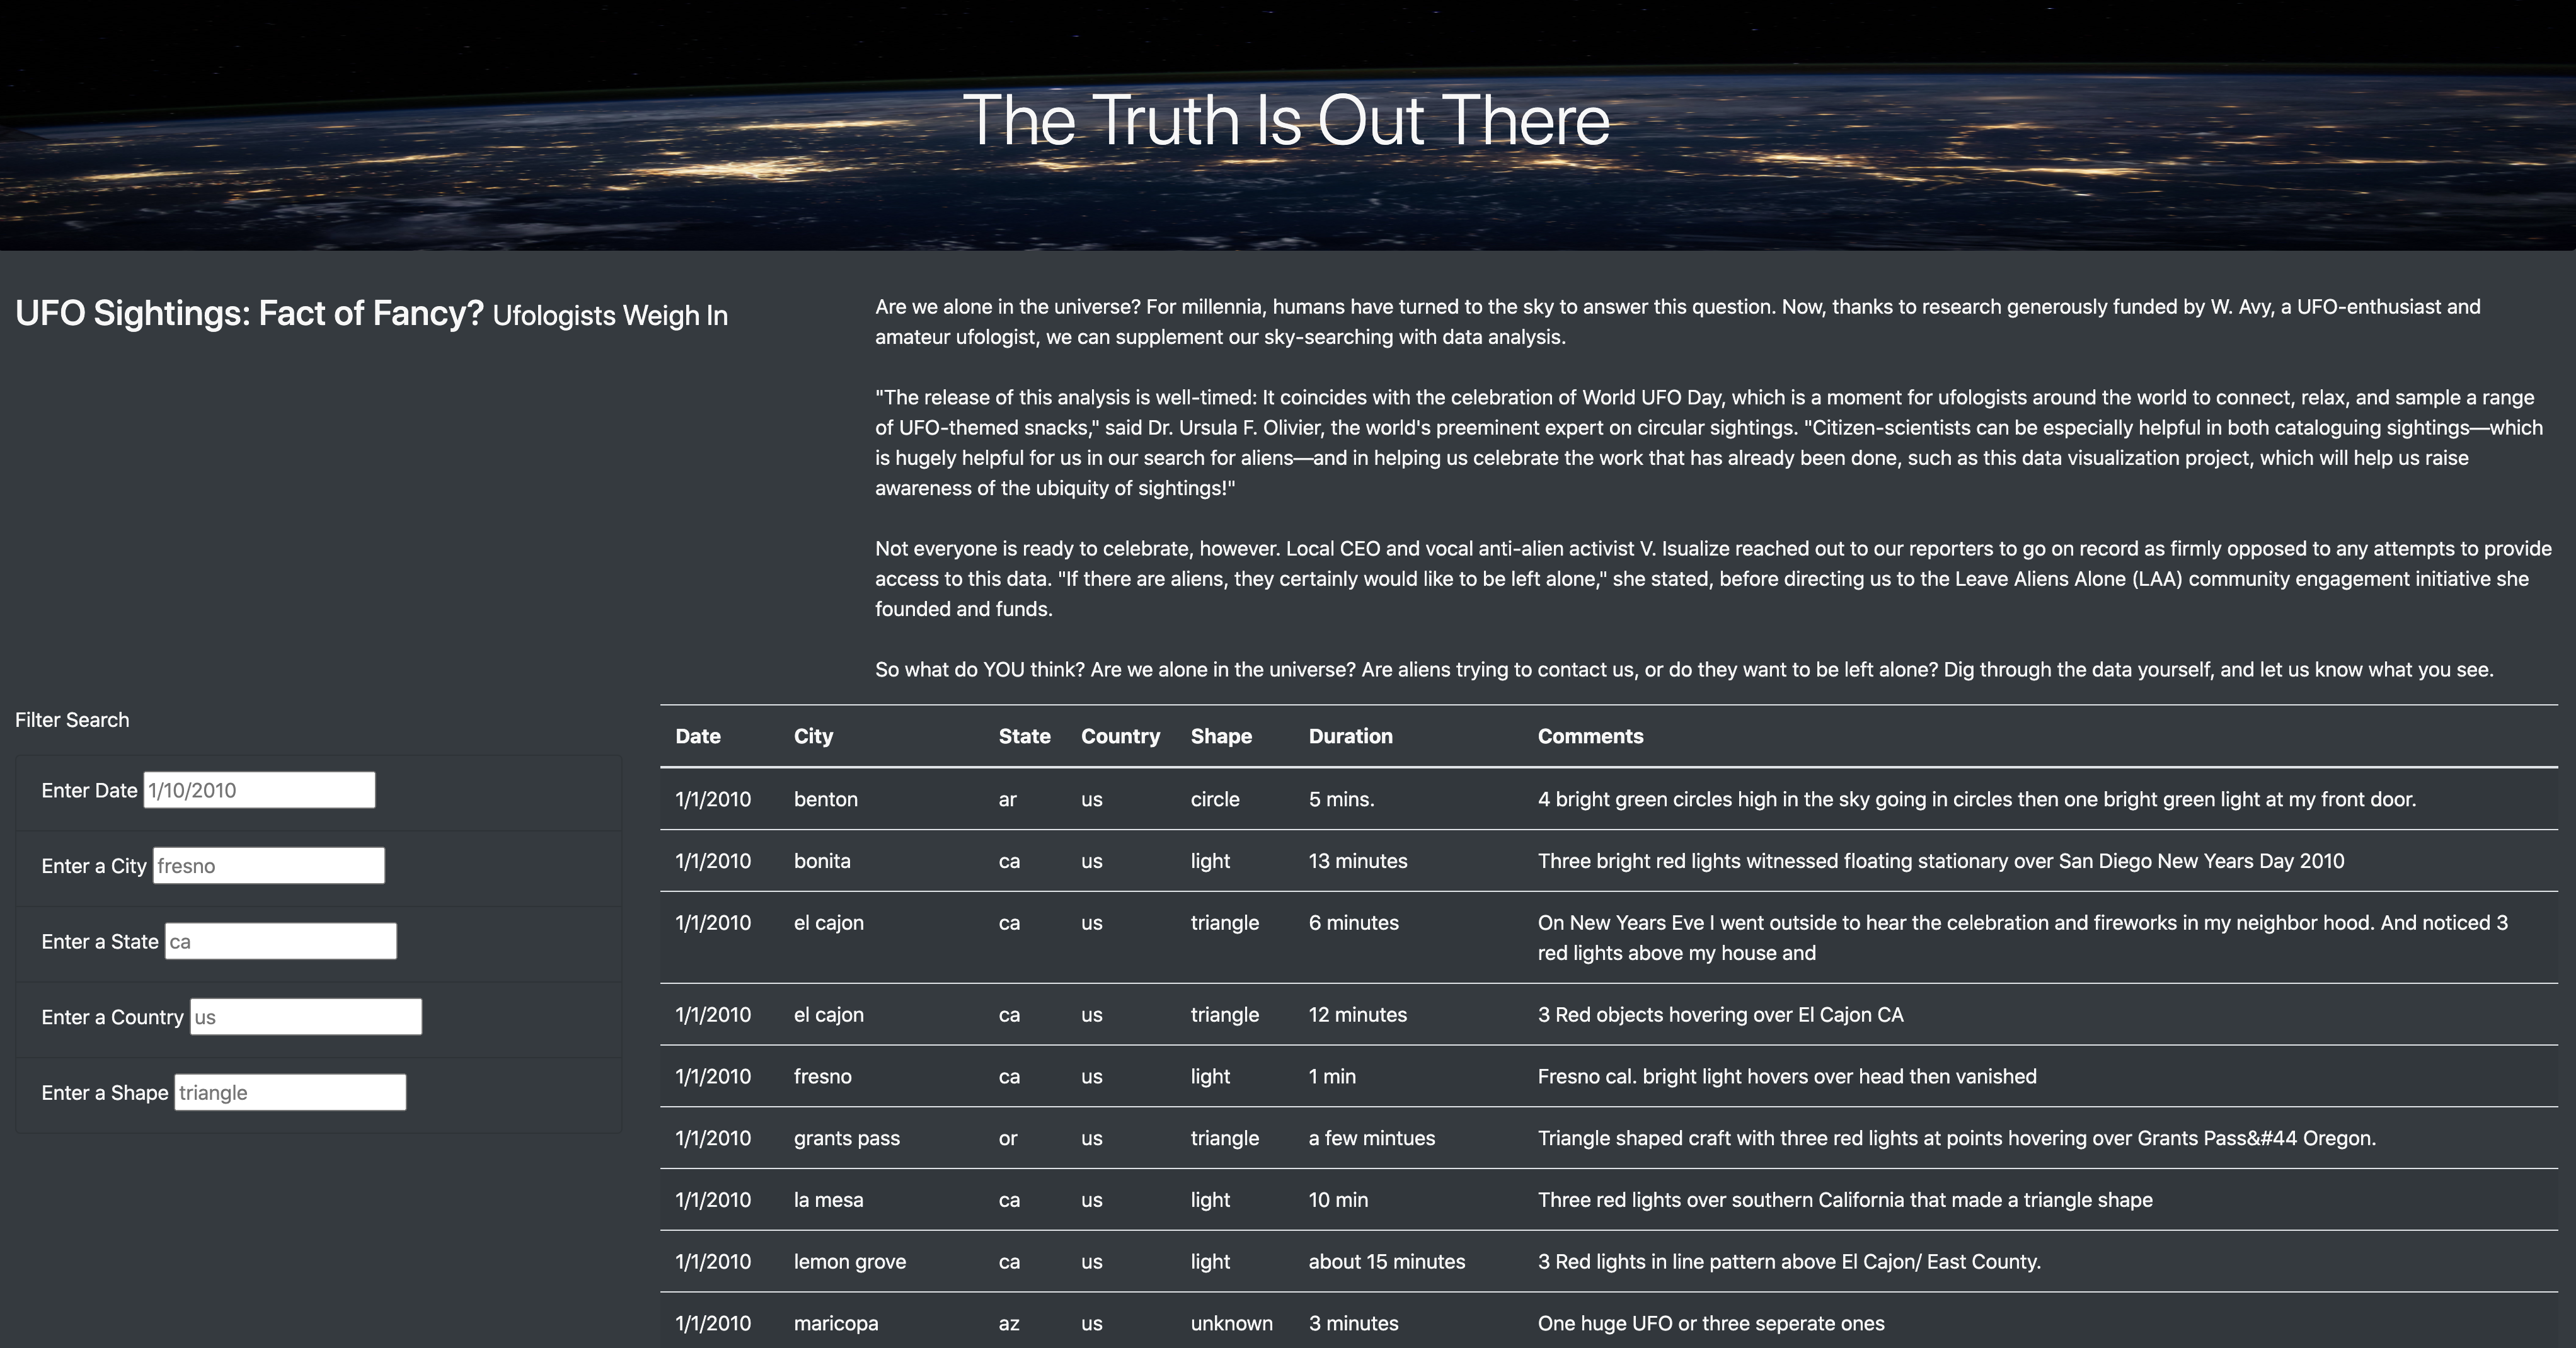 The Truth Is Out There
UFO Sightings: Fact of Fancy? Ufologists Weigh In
Are we alone in the universe? For millennia, humans have turned to the sky to answer this question. Now, thanks to research generously funded by W. Avy, a UFO-enthusiast and
amateur ufologist, we can supplement our sky-searching with data analysis.
"The release of this analysis is well-timed: It coincides with the celebration of World UFO Day, which is a moment for ufologists around the world to connect, relax, and sample a range
of UFO-themed snacks," said Dr. Ursula F. Olivier, the world's preeminent expert on circular sightings. "Citizen-scientists can be especially helpful in both cataloguing sightings—which
is hugely helpful for us in our search for aliens—and in helping us celebrate the work that has already been done, such as this data visualization project, which will help us raise
awareness of the ubiquity of sightings!"
Not everyone is ready to celebrate, however. Local CEO and vocal anti-alien activist V. Isualize reached out to our reporters to go on record as firmly opposed to any attempts to provide
access to this data. "If there are aliens, they certainly would like to be left alone," she stated, before directing us to the Leave Aliens Alone (LAA) community engagement initiative she
founded and funds.
So what do YOU think? Are we alone in the universe? Are aliens trying to contact us, or do they want to be left alone? Dig through the data yourself, and let us know what you see.
Filter Search
Enter Date 1/10/2010
Enter a City fresno
Enter a State ca
Enter a Country us
Enter a Shape triangle
Date City State Country Shape Duration Comments
1/1/2010 benton ar us circle 5 mins. 4 bright green circles high in the sky going in circles then one bright green light at my front door.
1/1/2010 bonita ca us light 13 minutes Three bright red lights witnessed floating stationary over San Diego New Years Day 2010
1/1/2010 el cajon ca us triangle 6 minutes On New Years Eve I went outside to hear the celebration and fireworks in my neighbor hood. And noticed 3
red lights above my house and
1/1/2010 el cajon ca us triangle 12 minutes 3 Red objects hovering over El Cajon CA
1/1/2010 fresno ca us light 1 min Fresno cal. bright light hovers over head then vanished
1/1/2010 grants pass or us triangle a few mintues Triangle shaped craft with three red lights at points hovering over Grants Pass&#44 Oregon.
1/1/2010 la mesa ca us light 10 min Three red lights over southern California that made a triangle shape
1/1/2010 lemon grove ca us light about 15 minutes 3 Red lights in line pattern above El Cajon/ East County.
1/1/2010 maricopa az us unknown 3 minutes One huge UFO or three seperate ones